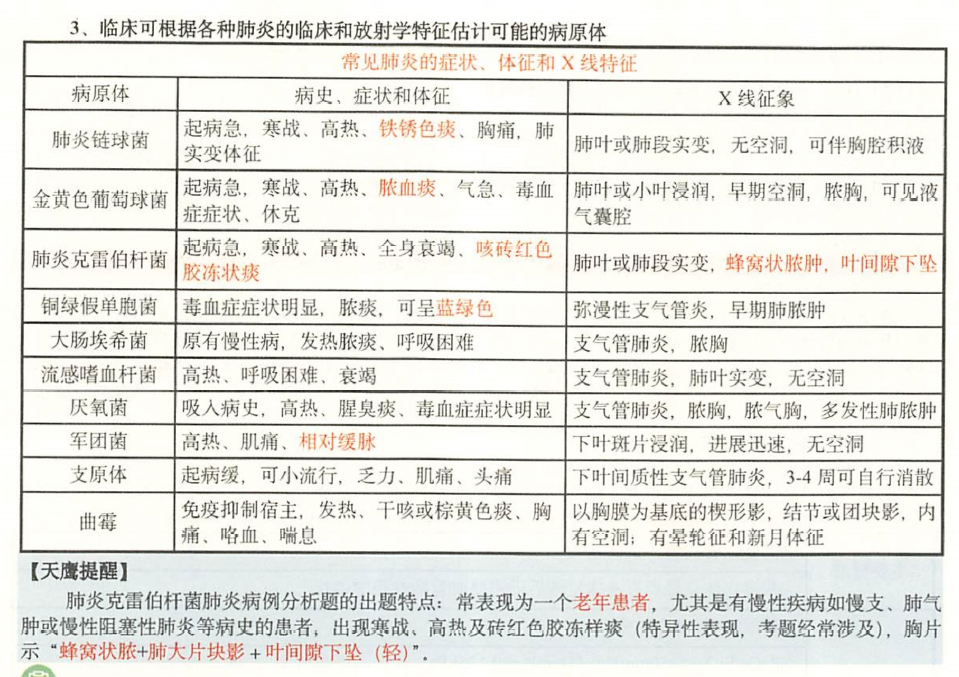 3、临床可根据各种肺炎的临床和放射学特征估计可能的病原体
常见肺炎的症状、体征和 X 线特征
病原体 病史、症状和体征 X 线征象
肺炎链球菌 起病急，寒战、高热、铁锈色痰、胸痛，肺
实变体征 肺叶或肺段实变，无空洞，可伴胸腔积液
金黄色葡萄球菌 起病急，寒战、高热、脓血痰、气急、毒血
症症状、休克 肺叶或小叶浸润，早期空洞，脓胸，可见液
气囊腔
肺炎克雷伯杆菌 起病急，寒战、高热、全身衰竭、咳砖红色
胶冻状痰 肺叶或肺段实变，蜂窝状脓肿，叶间隙下坠
铜绿假单胞菌 毒血症症状明显，脓痰，可呈蓝绿色 弥漫性支气管炎，早期肺脓肿
大肠埃希菌 原有慢性病，发热脓痰、呼吸困难 支气管肺炎，脓胸
流感嗜血杆菌 高热、呼吸困难、衰竭 支气管肺炎，肺叶实变，无空洞
厌氧菌 吸入病史，高热、腥臭痰、毒血症症状明显 支气管肺炎，脓胸，脓气胸，多发性肺脓肿
军团菌 高热、肌痛、相对缓脉 下叶斑片浸润，进展迅速，无空洞
支原体 起病缓，可小流行，乏力、肌痛、头痛 下叶间质性支气管肺炎，3-4 周可自行消散
曲霉 免疫抑制宿主，发热、干咳或棕黄色痰、胸
痛、咯血、喘息 以胸膜为基底的楔形影，结节或团块影，内
有空洞；有晕轮征和新月体征
【天鹰提醒】
肺炎克雷伯杆菌肺炎病例分析题的出题特点：常表现为一个老年患者，尤其是有慢性疾病如慢支、肺气
肿或慢性阻塞性肺炎等病史的患者，出现寒战、高热及砖红色胶冻样痰（特异性表现，考题经常涉及），胸片
示“蜂窝状脓+肺大片块影 + 叶间隙下坠（轻）”。